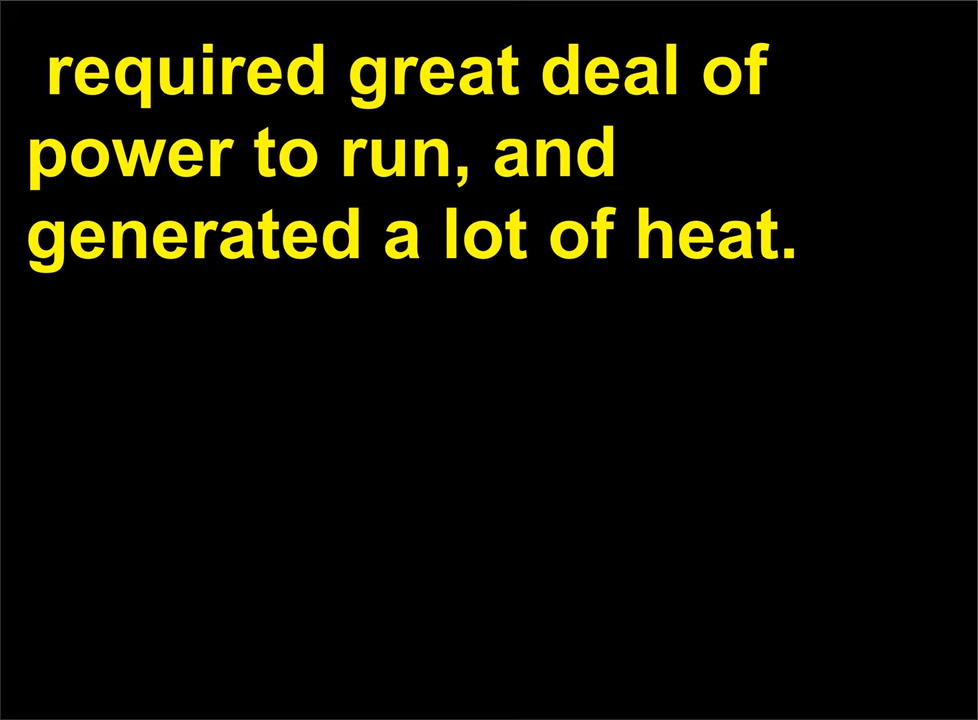 required great deal of
power to run, and
generated a lot of heat.